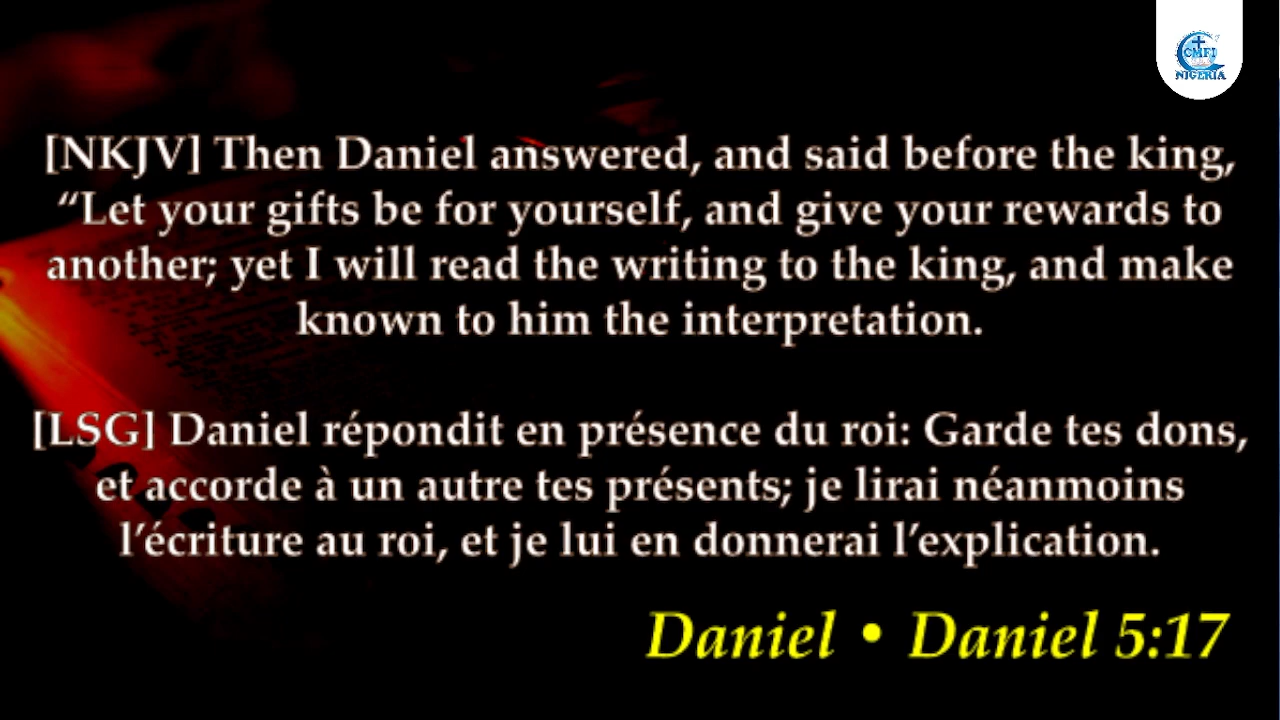 CMFI
NIGERIA
[NKJV] Then Daniel answered, and said before the king,
“Let your gifts be for yourself, and give your rewards to
another; yet I will read the writing to the king, and make
known to him the interpretation.
[LSG] Daniel répondit en présence du roi: Garde tes dons,
et accorde à un autre tes présents; je lirai néanmoins
l’écriture au roi, et je lui en donnerai l’explication.
Daniel • Daniel 5:17